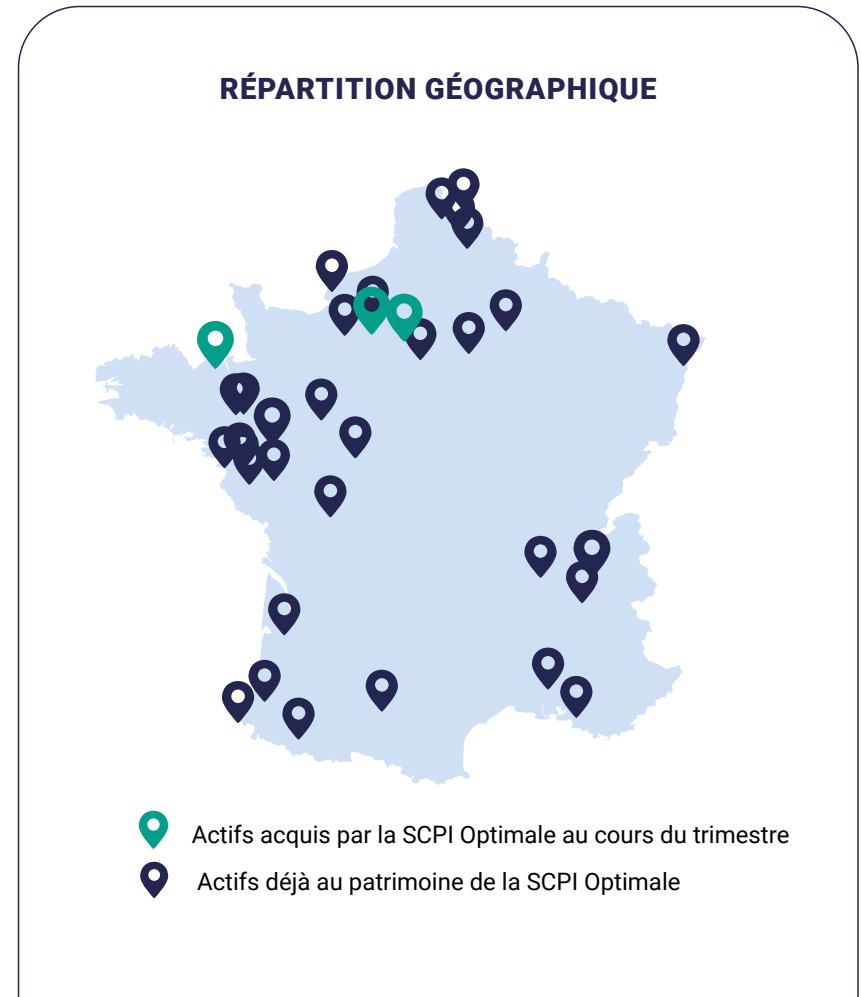 RÉPARTITION GÉOGRAPHIQUE
Actifs acquis par la SCPI Optimale au cours du trimestre
Actifs déjà au patrimoine de la SCPI Optimale